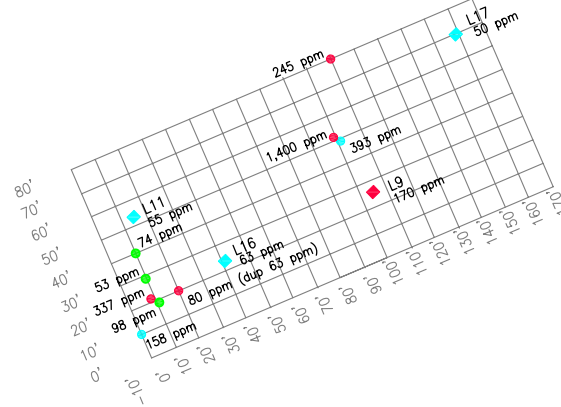 L17
50 ppm
245 ppm
1,400 ppm
393 ppm
L9
170 ppm
L11
55 ppm
74 ppm
L16
63 ppm
53 ppm
337 ppm
80 ppm (dup 63 ppm)
98 ppm
158 ppm
80'
70'
60'
50'
40'
30'
20'
10'
0'
-10'
0'
10'
20'
30'
40'
50'
60'
70'
80'
90'
100'
110'
120'
130'
140'
150'
160'
170'